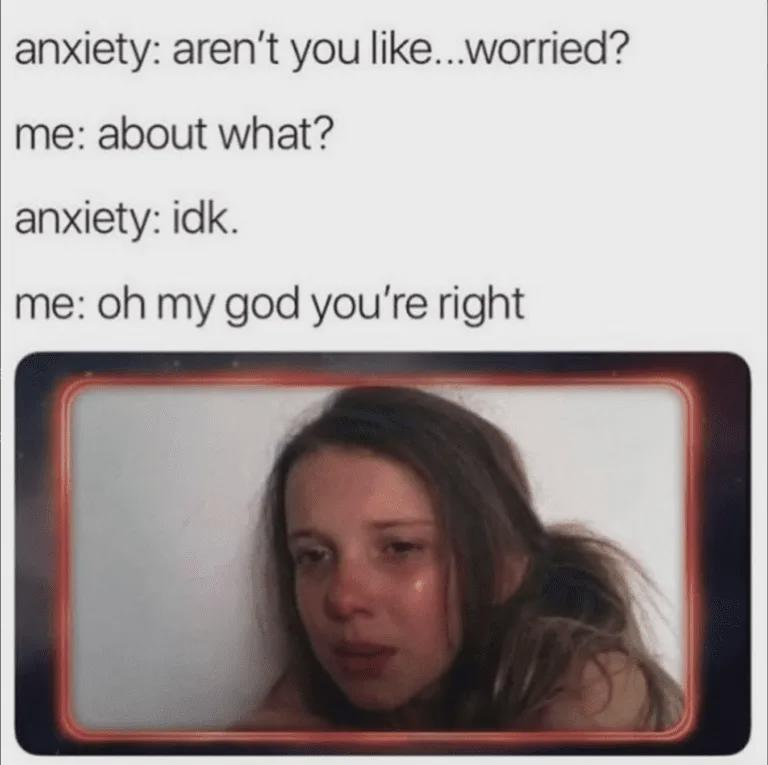 anxiety: aren't you like...worried?
me: about what?
anxiety: idk.
me: oh my god you're right